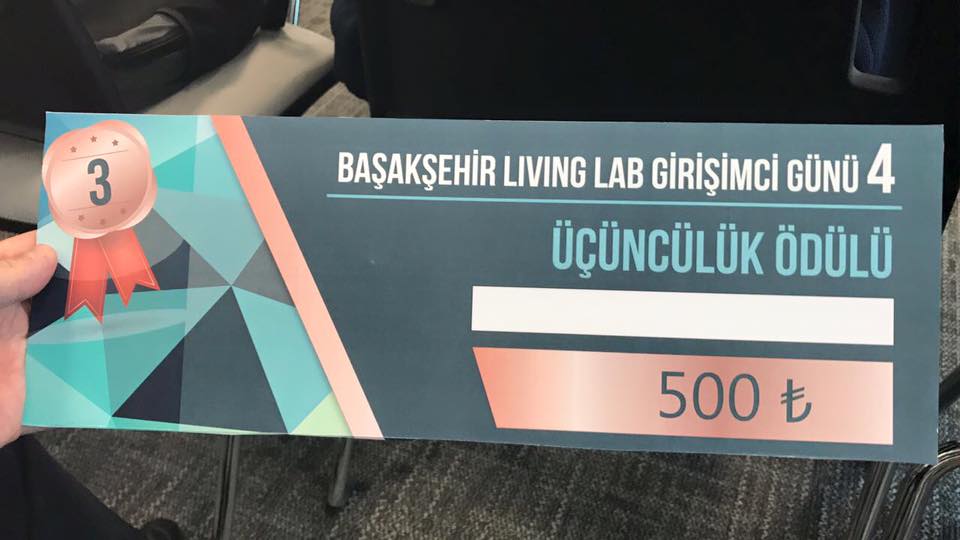 3
BAŞAKŞEHİR LIVING LAB GİRİŞİMCİ GÜNÜ 4
ÜÇÜNCÜLÜK ÖDÜLÜ
500 ₺